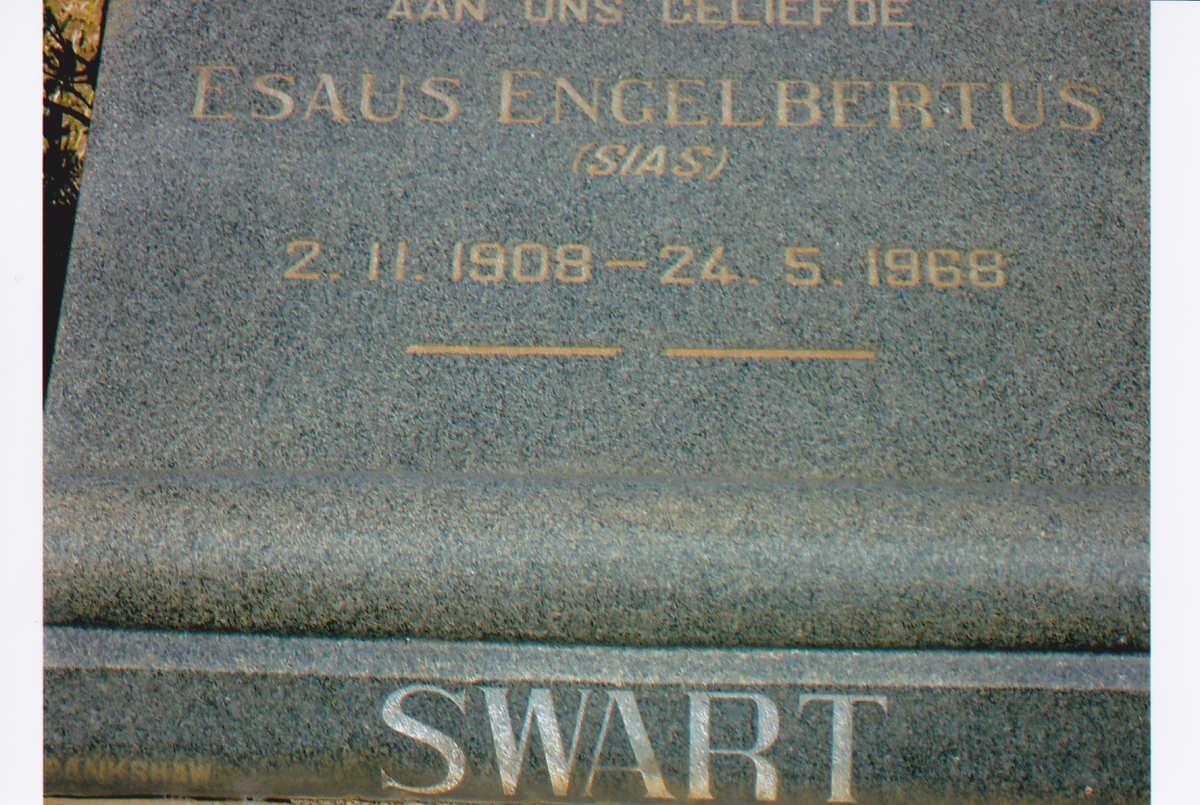 AAN ONS GELIEFDE
ESAUS ENGELBERTUS
(SIAS)
2. 11. 1908 — 24. 5. 1968
SWART